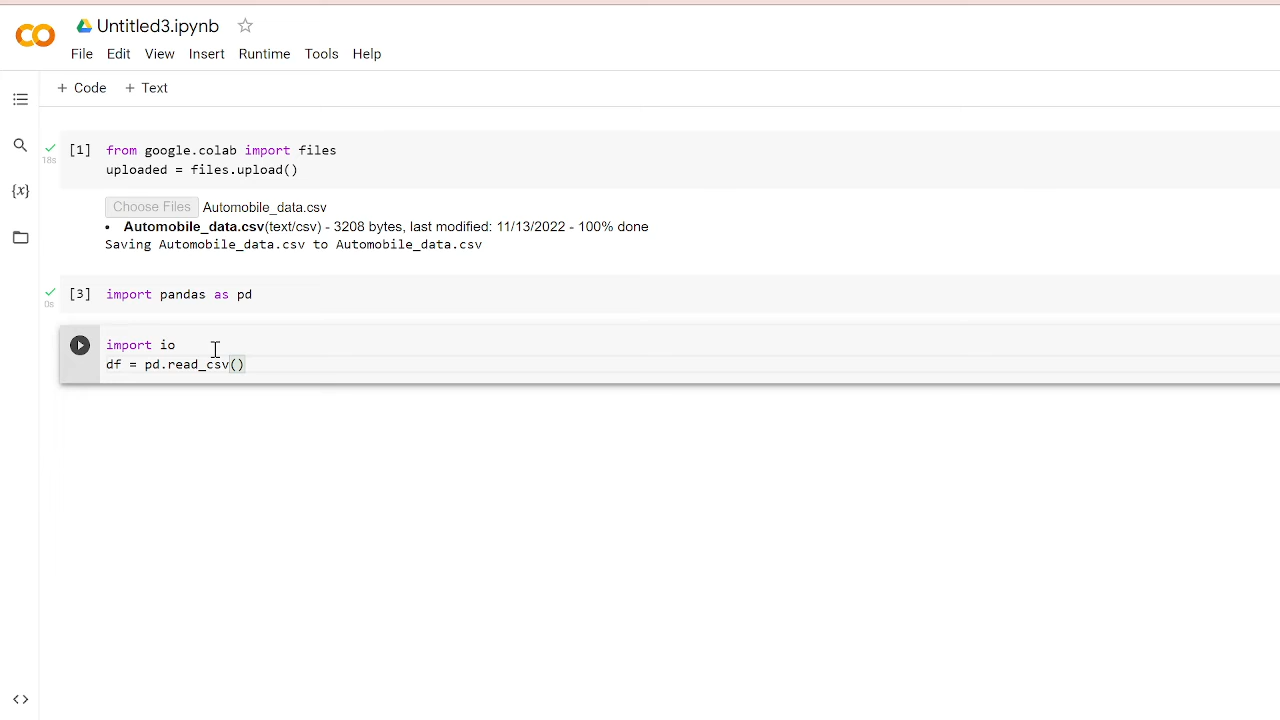 Untitled3.ipynb
File Edit View Insert Runtime Tools Help
+ Code + Text
[1] from google.colab import files
18s
uploaded = files.upload()
Choose Files Automobile_data.csv
• Automobile_data.csv(text/csv) - 3208 bytes, last modified: 11/13/2022 - 100% done
Saving Automobile_data.csv to Automobile_data.csv
[3] import pandas as pd
0s
import io
df = pd.read_csv()